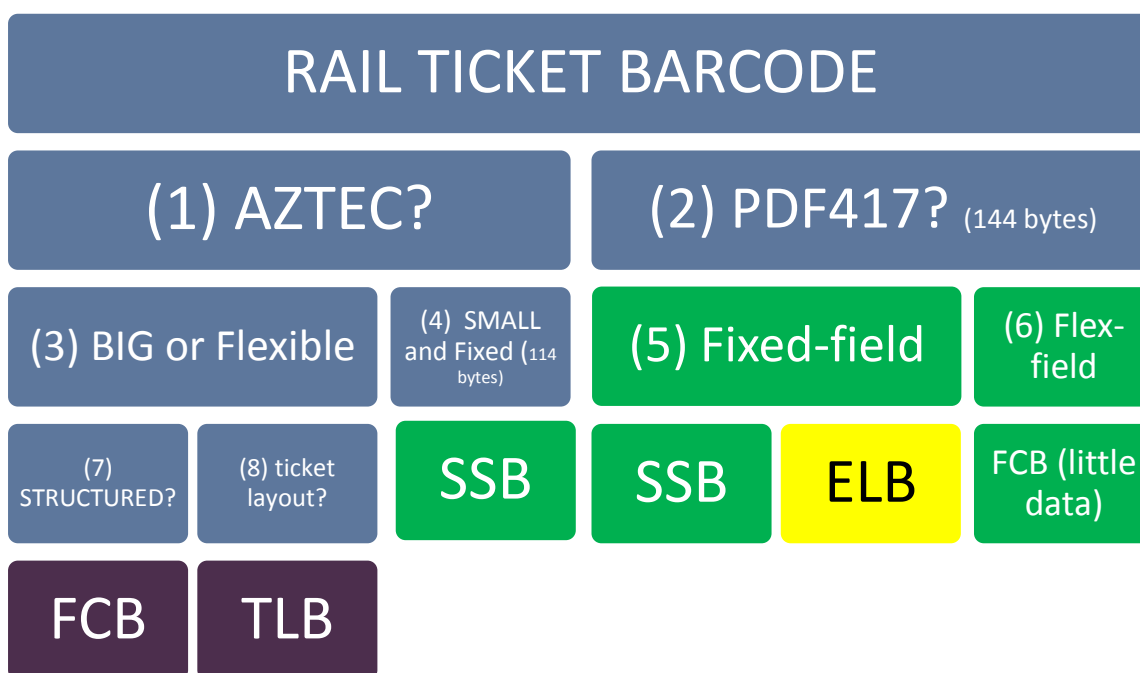 RAIL TICKET BARCODE
(1) AZTEC?
(2) PDF417? (144 bytes)
(3) BIG or Flexible
(4) SMALL
and Fixed (114
bytes)
(5) Fixed-field
(6) Flex-
field
(7)
STRUCTURED?
(8) ticket
layout?
SSB
SSB
ELB
FCB (little
data)
FCB
TLB